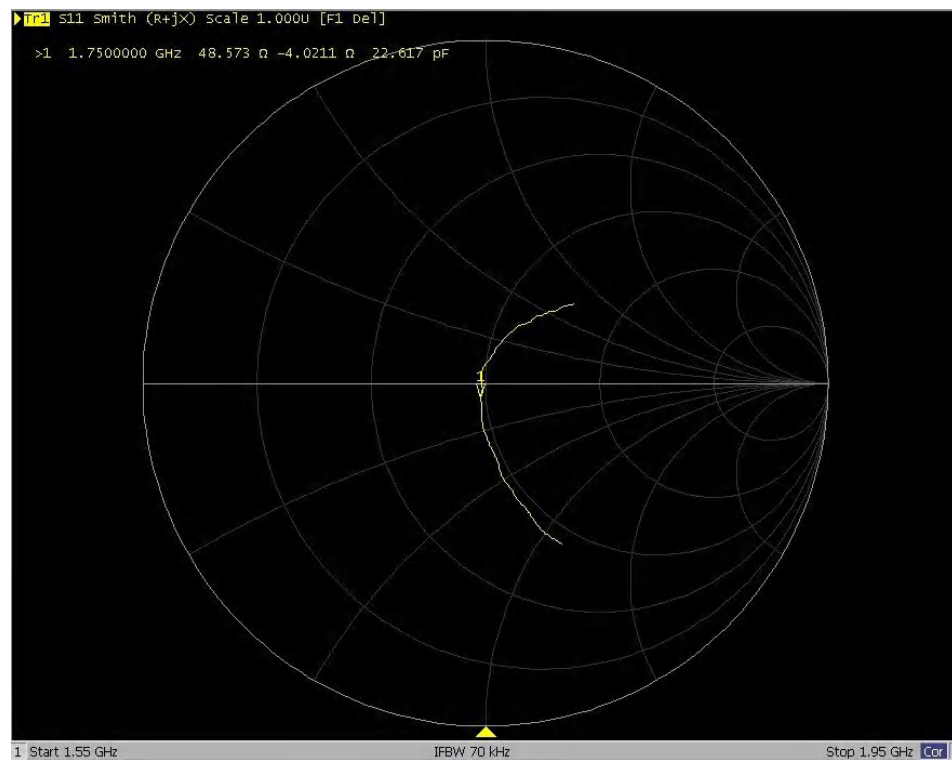 Tr1 S11 Smith (R+jX) Scale 1.000U [F1 Del]
>1 1.7500000 GHz 48.573 Ω -4.0211 Ω 22.617 pF
1
1 Start 1.55 GHz IFBW 70 kHz Stop 1.95 GHz Cor